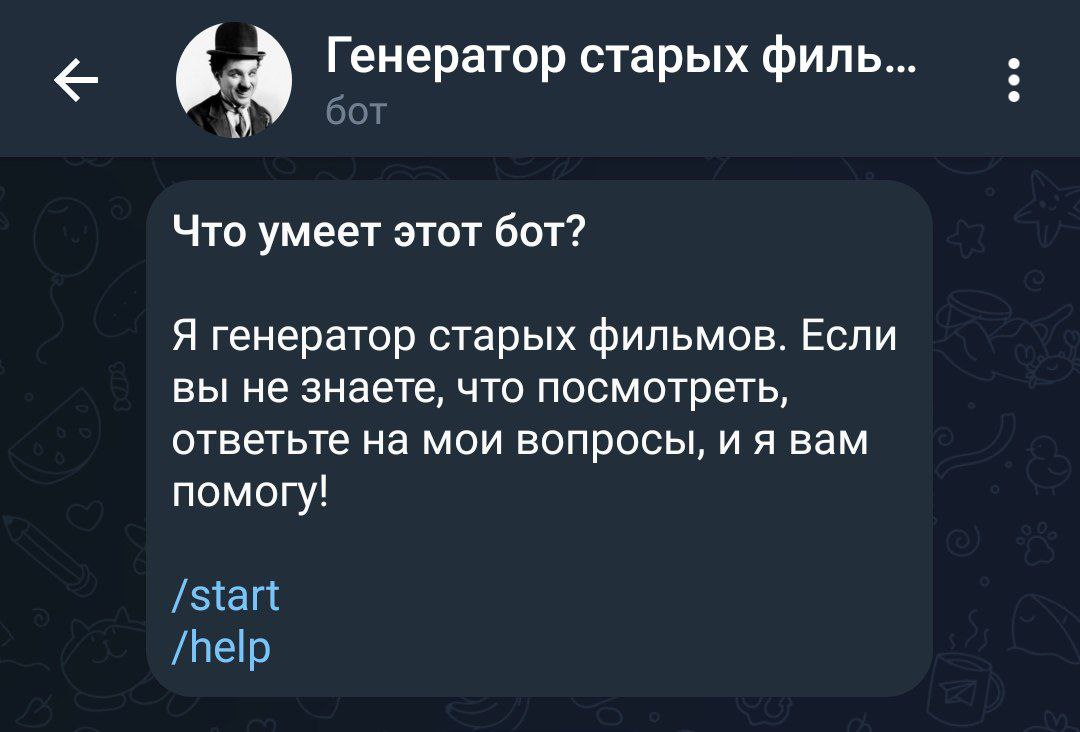 Генератор старых филь...
бот
Что умеет этот бот?
Я генератор старых фильмов. Если
вы не знаете, что посмотреть,
ответьте на мои вопросы, и я вам
помогу!
/start
/help